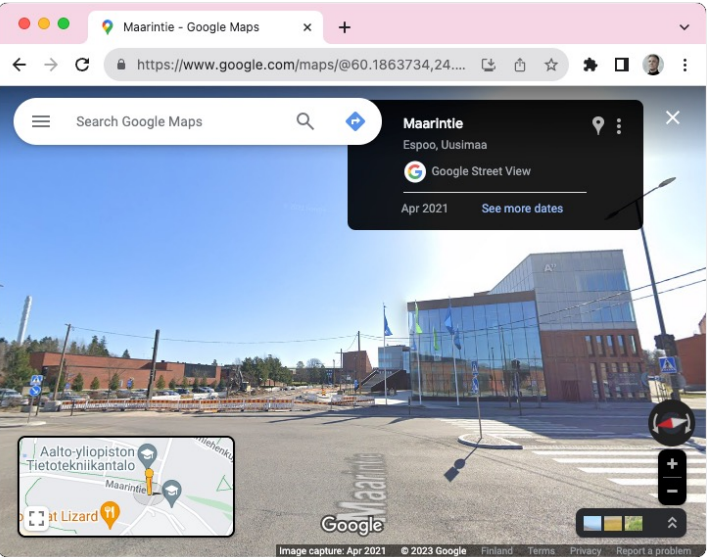 Maarintie - Google Maps
https://www.google.com/maps/@60.1863734,24....
Search Google Maps
Maarintie
Espoo, Uusimaa
Google Street View
Apr 2021 See more dates
A"
Aalto-yliopiston
Tietotekniikantalo
Maarintie
at Lizard
Maarintie
Google
Image capture: Apr 2021 © 2023 Google Finland Terms Privacy Report a problem